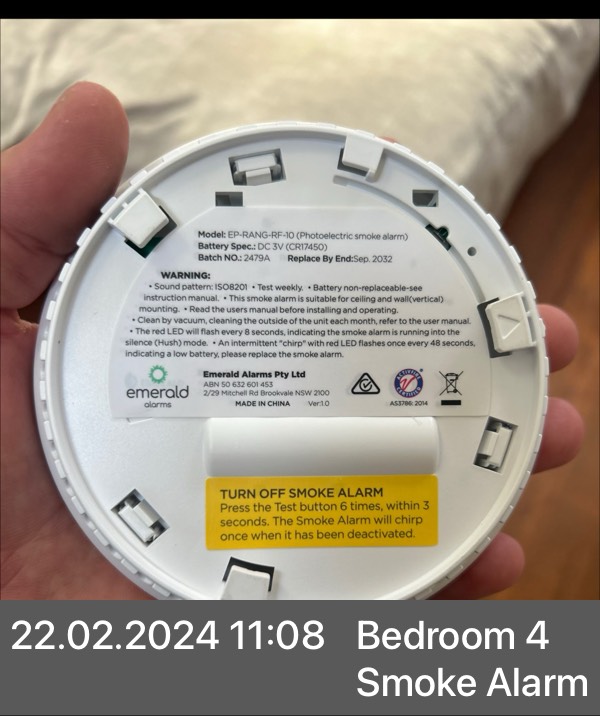 Model: EP-RANG-RF-10 (Photoelectric smoke alarm)
Battery Spec.: DC 3V (CR17450)
Batch NO.: 2479A Replace By End:Sep. 2032
WARNING:
• Sound pattern: ISO8201 • Test weekly. • Battery non-replaceable-see
instruction manual. • This smoke alarm is suitable for ceiling and wall(vertical)
mounting. • Read the users manual before installing and operating.
• Clean by vacuum, cleaning the outside of the unit each month, refer to the user manual.
• The red LED will flash every 8 seconds, indicating the smoke alarm is running into the
silence (Hush) mode. • An intermittent "chirp" with red LED flashes once every 48 seconds,
indicating a low battery, please replace the smoke alarm.
emerald
alarms
Emerald Alarms Pty Ltd
ABN 50 632 601 453
2/29 Mitchell Rd Brookvale NSW 2100
MADE IN CHINA Ver:1.0
AS3786: 2014
TURN OFF SMOKE ALARM
Press the Test button 6 times, within 3
seconds. The Smoke Alarm will chirp
once when it has been deactivated.
22.02.2024 11:08 Bedroom 4
Smoke Alarm